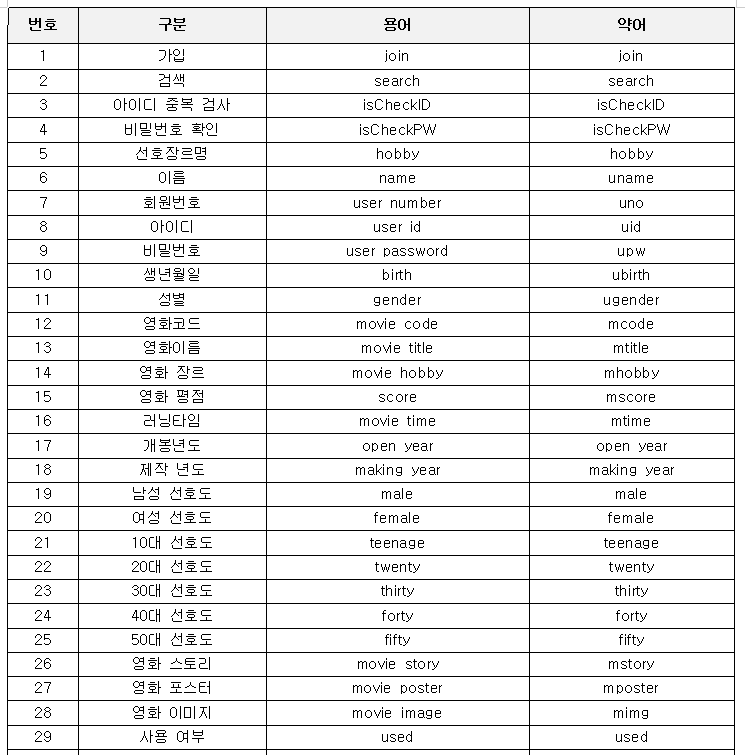 번호 구분 용어 약어
1 가입 join join
2 검색 search search
3 아이디 중복 검사 isCheckID isCheckID
4 비밀번호 확인 isCheckPW isCheckPW
5 선호장르명 hobby hobby
6 이름 name uname
7 회원번호 user number uno
8 아이디 user id uid
9 비밀번호 user password upw
10 생년월일 birth ubirth
11 성별 gender ugender
12 영화코드 movie code mcode
13 영화이름 movie title mtitle
14 영화 장르 movie hobby mhobby
15 영화 평점 score mscore
16 러닝타임 movie time mtime
17 개봉년도 open year open year
18 제작 년도 making year making year
19 남성 선호도 male male
20 여성 선호도 female female
21 10대 선호도 teenage teenage
22 20대 선호도 twenty twenty
23 30대 선호도 thirty thirty
24 40대 선호도 forty forty
25 50대 선호도 fifty fifty
26 영화 스토리 movie story mstory
27 영화 포스터 movie poster mposter
28 영화 이미지 movie image mimg
29 사용 여부 used used